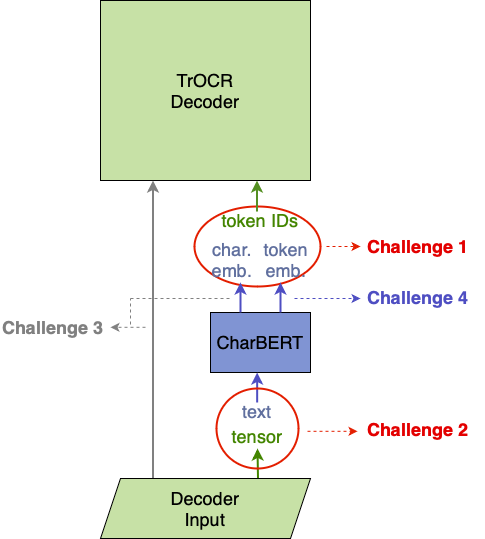 TrOCR
Decoder
token IDs
char. token
emb. emb.
Challenge 1
Challenge 4
Challenge 3
CharBERT
text
tensor
Challenge 2
Decoder
Input